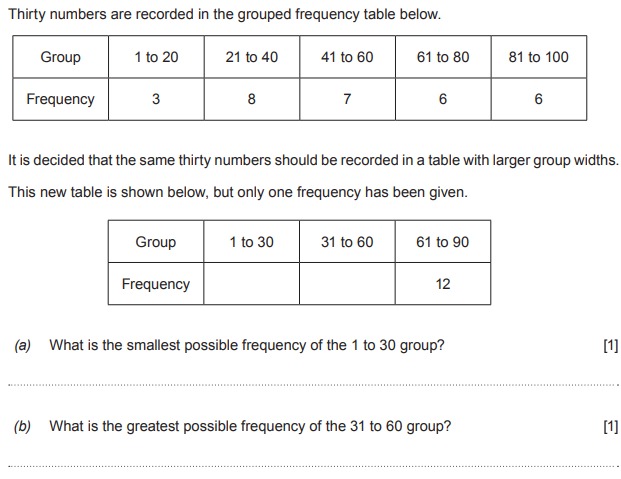 Thirty numbers are recorded in the grouped frequency table below.
Group 1 to 20 21 to 40 41 to 60 61 to 80 81 to 100
Frequency 3 8 7 6 6
It is decided that the same thirty numbers should be recorded in a table with larger group widths.
This new table is shown below, but only one frequency has been given.
Group 1 to 30 31 to 60 61 to 90
Frequency 12
(a) What is the smallest possible frequency of the 1 to 30 group? [1]
(b) What is the greatest possible frequency of the 31 to 60 group? [1]